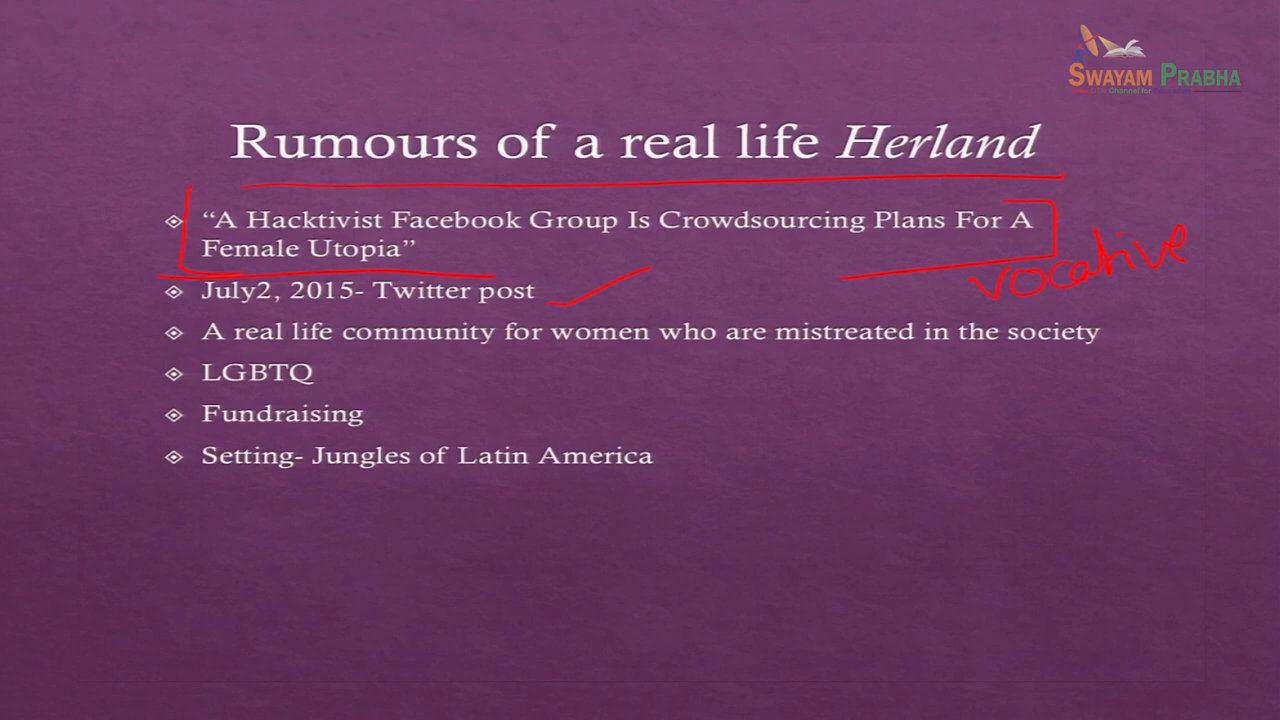 SWAYAM PRABHA
Rumours of a real life Herland
“A Hacktivist Facebook Group Is Crowdsourcing Plans For A
Female Utopia”
vocative
July2, 2015- Twitter post
A real life community for women who are mistreated in the society
LGBTQ
Fundraising
Setting- Jungles of Latin America